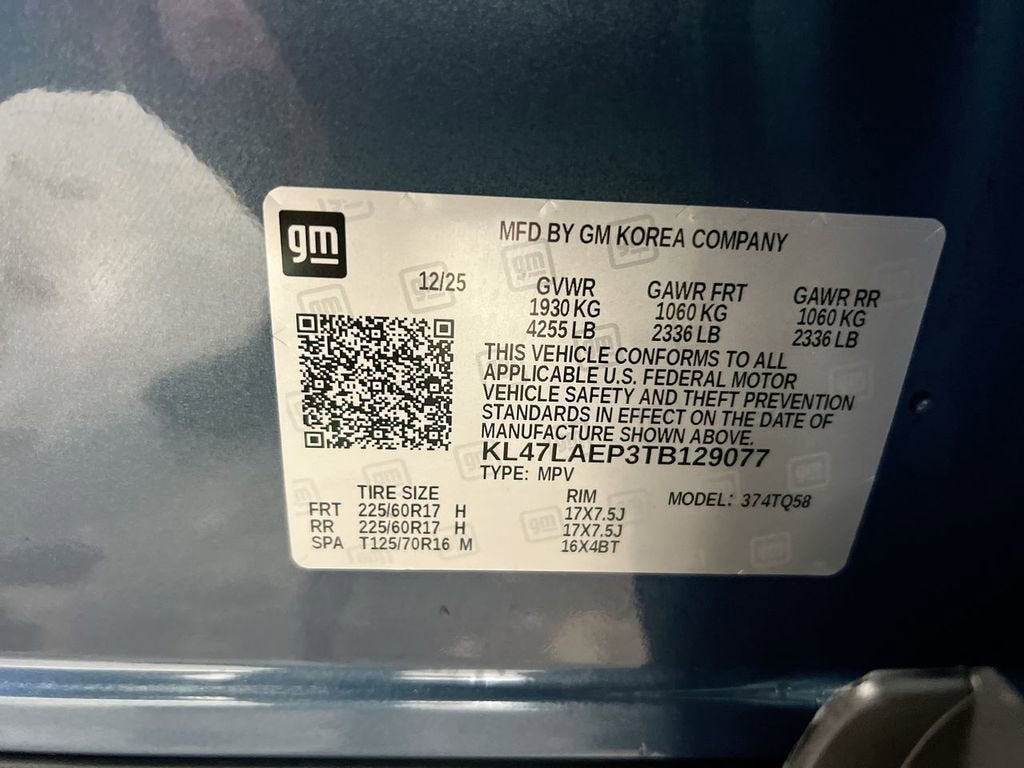 gm
MFD BY GM KOREA COMPANY
12/25
GVWR
1930 KG
4255 LB
GAWR FRT
1060 KG
2336 LB
GAWR RR
1060 KG
2336 LB
THIS VEHICLE CONFORMS TO ALL
APPLICABLE U.S. FEDERAL MOTOR
VEHICLE SAFETY AND THEFT PREVENTION
STANDARDS IN EFFECT ON THE DATE OF
MANUFACTURE SHOWN ABOVE.
KL47LAEP3TB129077
TYPE: MPV
MODEL: 374TQ58
TIRE SIZE RIM
FRT 225/60R17 H 17X7.5J
RR 225/60R17 H 17X7.5J
SPA T125/70R16 M 16X4BT